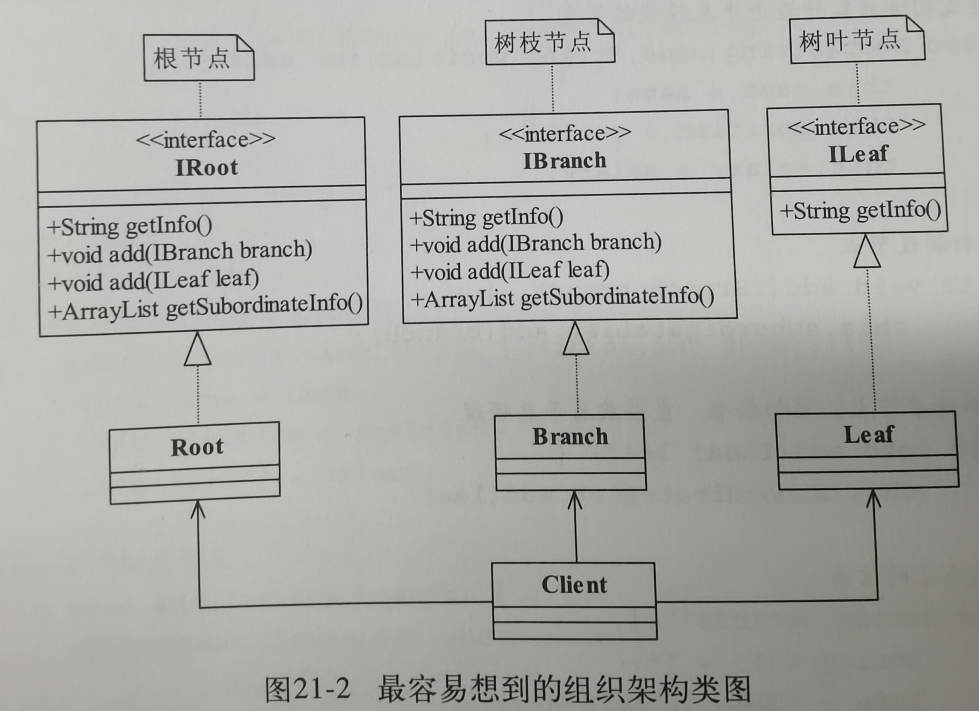 根节点
树枝节点
树叶节点
<<interface>>
IRoot
+String getInfo()
+void add(IBranch branch)
+void add(ILeaf leaf)
+ArrayList getSubordinateInfo()
<<interface>>
IBranch
+String getInfo()
+void add(IBranch branch)
+void add(ILeaf leaf)
+ArrayList getSubordinateInfo()
<<interface>>
ILeaf
+String getInfo()
Root
Branch
Leaf
Client
图21-2 最容易想到的组织架构类图